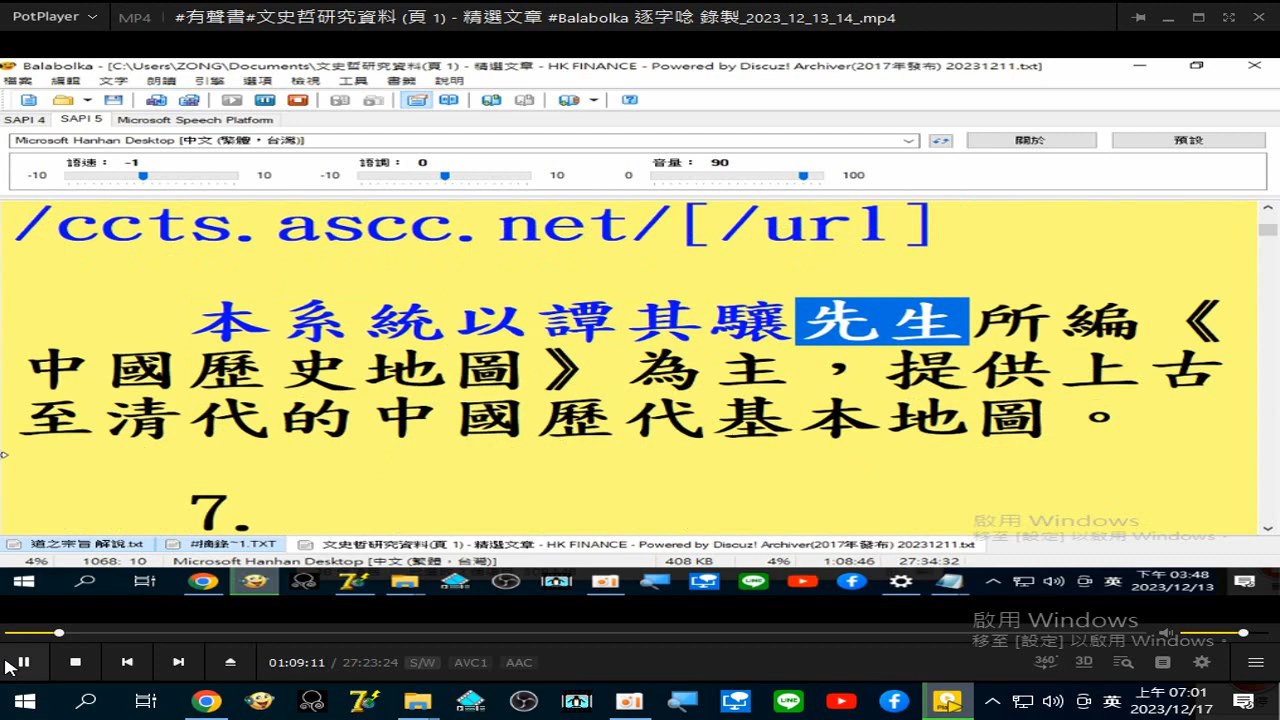 PotPlayer MP4 #有聲書#文史哲研究資料 (頁 1) - 精選文章 #Balabolka 逐字唸 錄製_2023_12_13_14_.mp4
Balabolka - [C:\Users\ZONG\Documents\文史哲研究資料(頁 1) - 精選文章 - HK FINANCE - Powered by Discuz! Archiver(2017年發布) 20231211.txt]
檔案 編輯 文字 朗讀 引擎 選項 檢視 工具 書籤 說明
SAPI 4 SAPI 5 Microsoft Speech Platform
Microsoft Hanhan Desktop [中文 (繁體，台灣)] 關於 預設
語速： -1 語調： 0 音量： 90
-10 10 -10 10 0 100
/ccts.ascc.net/[/url]
本系統以譚其驤先生所編《
中國歷史地圖》為主，提供上古
至清代的中國歷代基本地圖。
7.
啟用 Windows
移至 [設定] 以啟用 Windows。
道之宗旨 解說.txt #摘錄~1.TXT 文史哲研究資料(頁 1) - 精選文章 - HK FINANCE - Powered by Discuz! Archiver(2017年發布) 20231211.txt
4% 1068: 10 Microsoft Hanhan Desktop [中文 (繁體，台灣)] 408 KB 4% 1:08:46 27:34:32
英 下午 03:48
2023/12/13
啟用 Windows
移至 [設定] 以啟用 Windows。
01:09:11 / 27:23:24 S/W AVC1 AAC 360° 3D
英 上午 07:01
2023/12/17